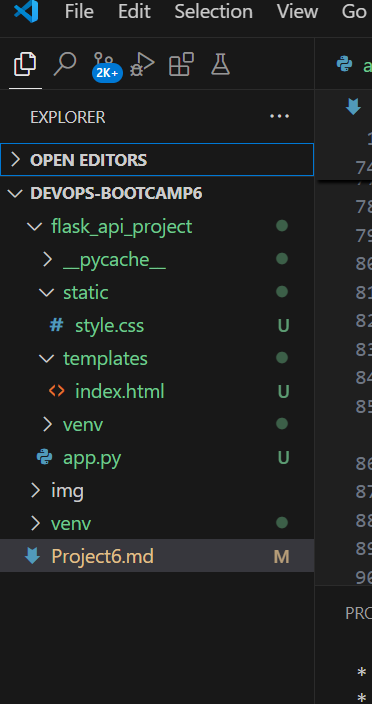 File Edit Selection View Go
2K+
EXPLORER
OPEN EDITORS
DEVOPS-BOOTCAMP6
flask_api_project
__pycache__
static
# style.css U
templates
<> index.html U
venv
app.py U
img
venv
Project6.md M
a
1
74
78
79
80
81
82
83
84
85
86
87
88
89
90
PRO
*
*